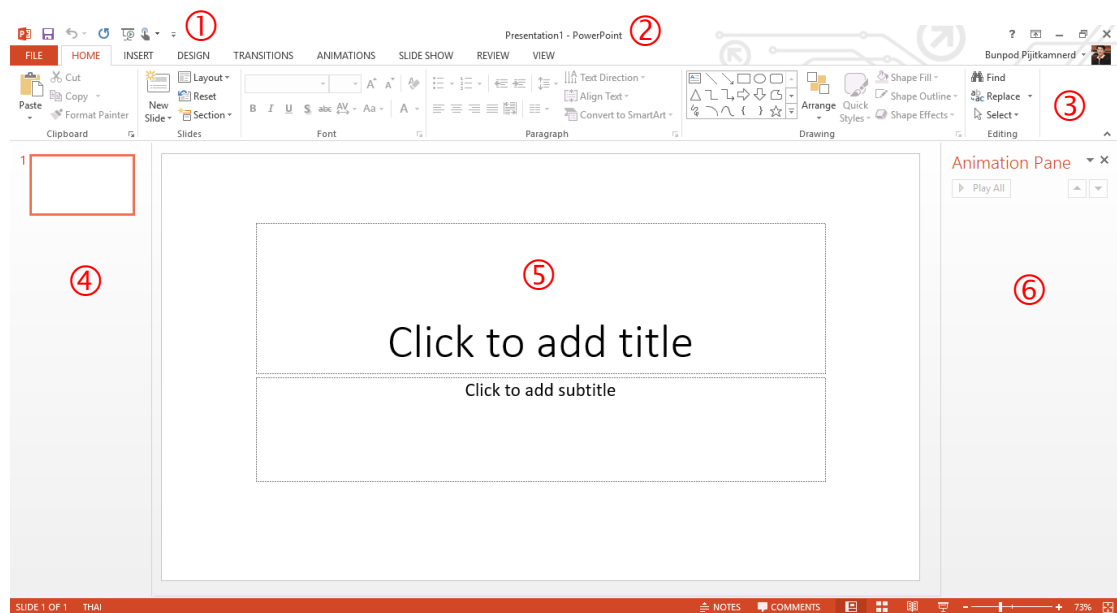 ① Presentation1 - PowerPoint ② ?
FILE HOME INSERT DESIGN TRANSITIONS ANIMATIONS SLIDE SHOW REVIEW VIEW Bunpod Pijitkamnerd
Paste
Cut
Copy
Format Painter
Clipboard
New Slide
Layout
Reset
Section
Slides
B I U S abc AV Aa A
Font
Text Direction
Align Text
Convert to SmartArt
Paragraph
Arrange
Quick Styles
Shape Fill
Shape Outline
Shape Effects
Drawing
Find
Replace
Select
Editing
③
1
④
⑤
Click to add title
Click to add subtitle
Animation Pane
Play All
⑥
SLIDE 1 OF 1 THAI NOTES COMMENTS 73%